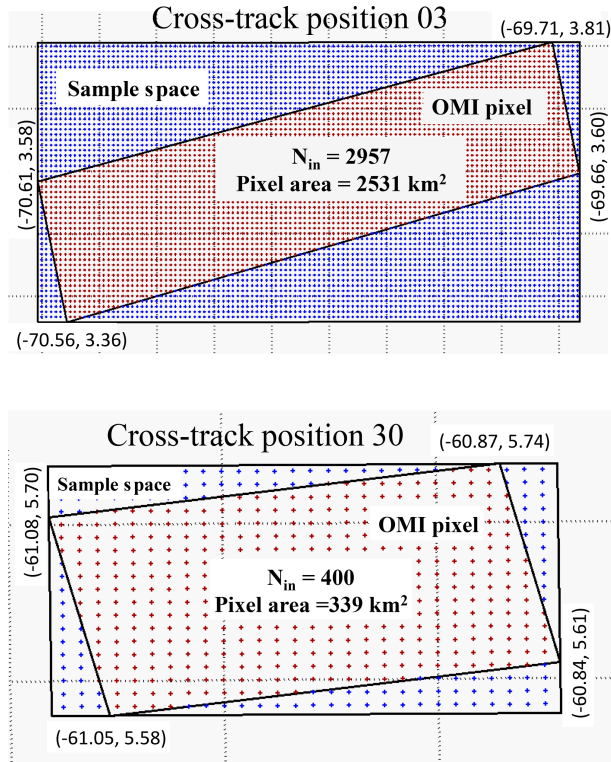 Cross-track position 03
(-69.71, 3.81)
Sample space
OMI pixel
(-70.61, 3.58)
N_in = 2957
Pixel area = 2531 km²
(-69.66, 3.60)
(-70.56, 3.36)
Cross-track position 30
(-60.87, 5.74)
Sample space
(-61.08, 5.70)
OMI pixel
N_in = 400
Pixel area =339 km²
(-60.84, 5.61)
(-61.05, 5.58)